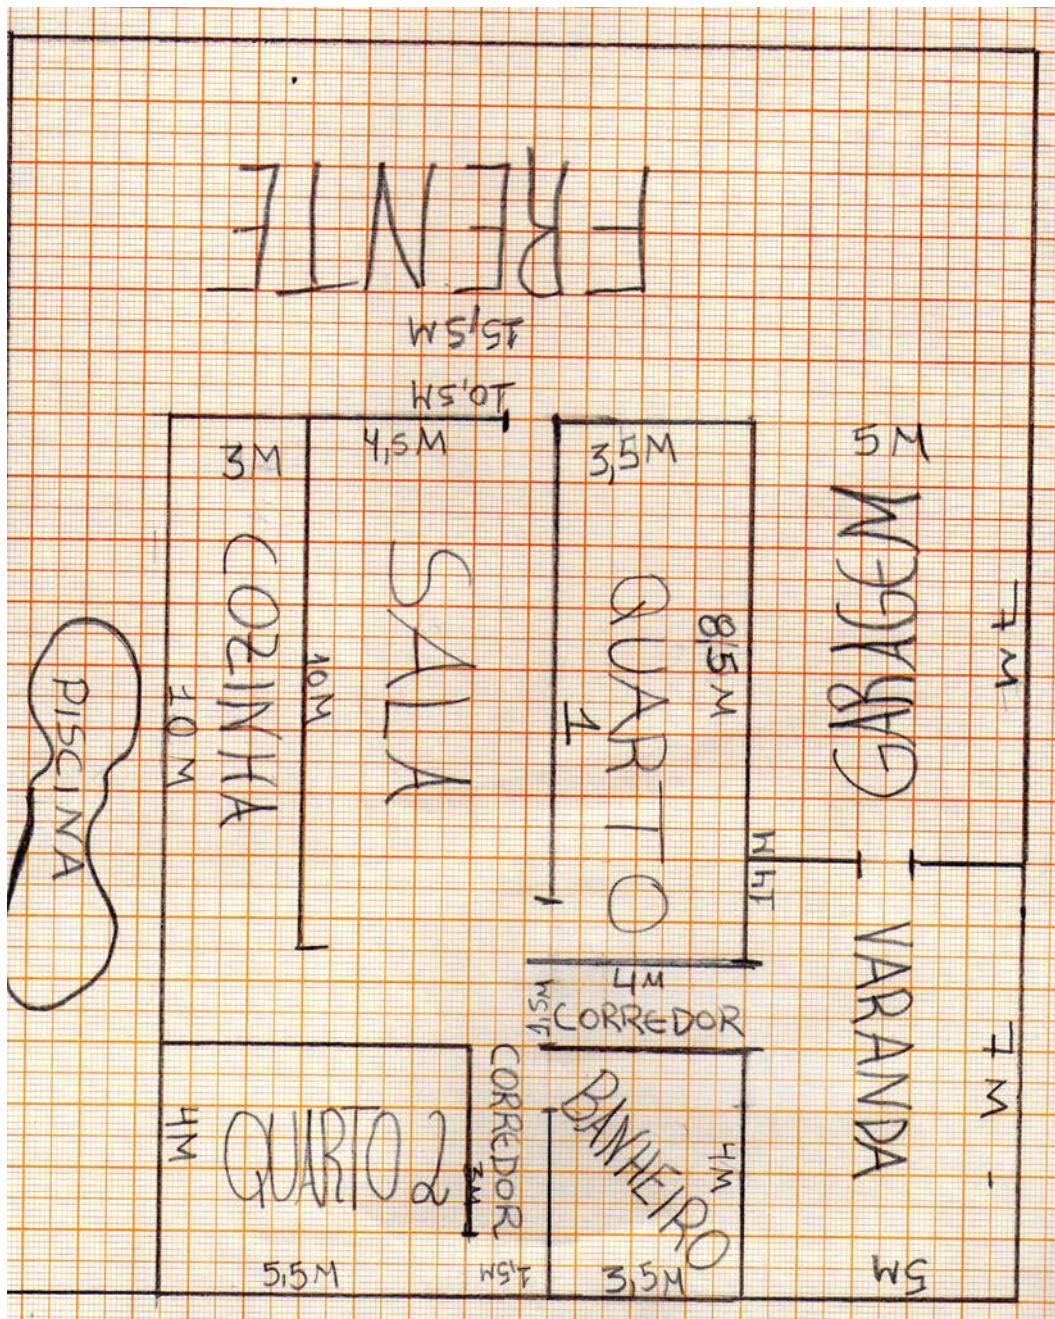 FRENTE
15,5M
10,5M
3M
4,5M
3,5M
5M
COZINHA
SALA
QUARTO
1
8,5M
GARAGEM
7M
10M
10M
PISCINA
14M
4M
1,5M
CORREDOR
VARANDA
7M -
CORREDOR
BANHEIRO
4M
QUARTO 2
3M
4M
5,5M
1,5M
3,5M
5M